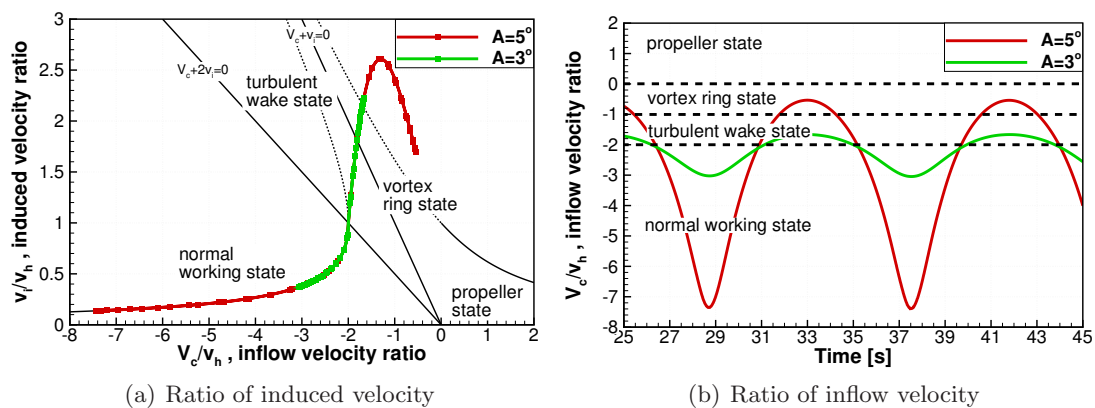 3
2.5
2
1.5
1
0.5
0
-8
-7
-6
-5
-4
-3
-2
-1
0
1
2
v_i/v_h , induced velocity ratio
V_c/v_h , inflow velocity ratio
A=5°
A=3°
V_c+v_i=0
V_c+2v_i=0
turbulent
wake state
vortex
ring state
normal
working state
propeller
state
(a) Ratio of induced velocity
2
1
0
-1
-2
-3
-4
-5
-6
-7
-8
25
27
29
31
33
35
37
39
41
43
45
V_c/v_h , inflow velocity ratio
Time [s]
A=5°
A=3°
propeller state
vortex ring state
turbulent wake state
normal working state
(b) Ratio of inflow velocity